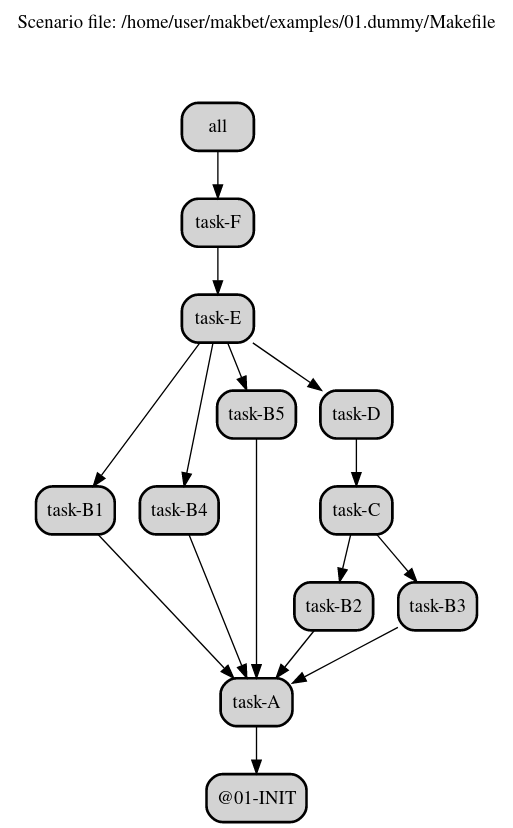 Scenario file: /home/user/makbet/examples/01.dummy/Makefile
all
task-F
task-E
task-B5
task-D
task-B1
task-B4
task-C
task-B2
task-B3
task-A
@01-INIT